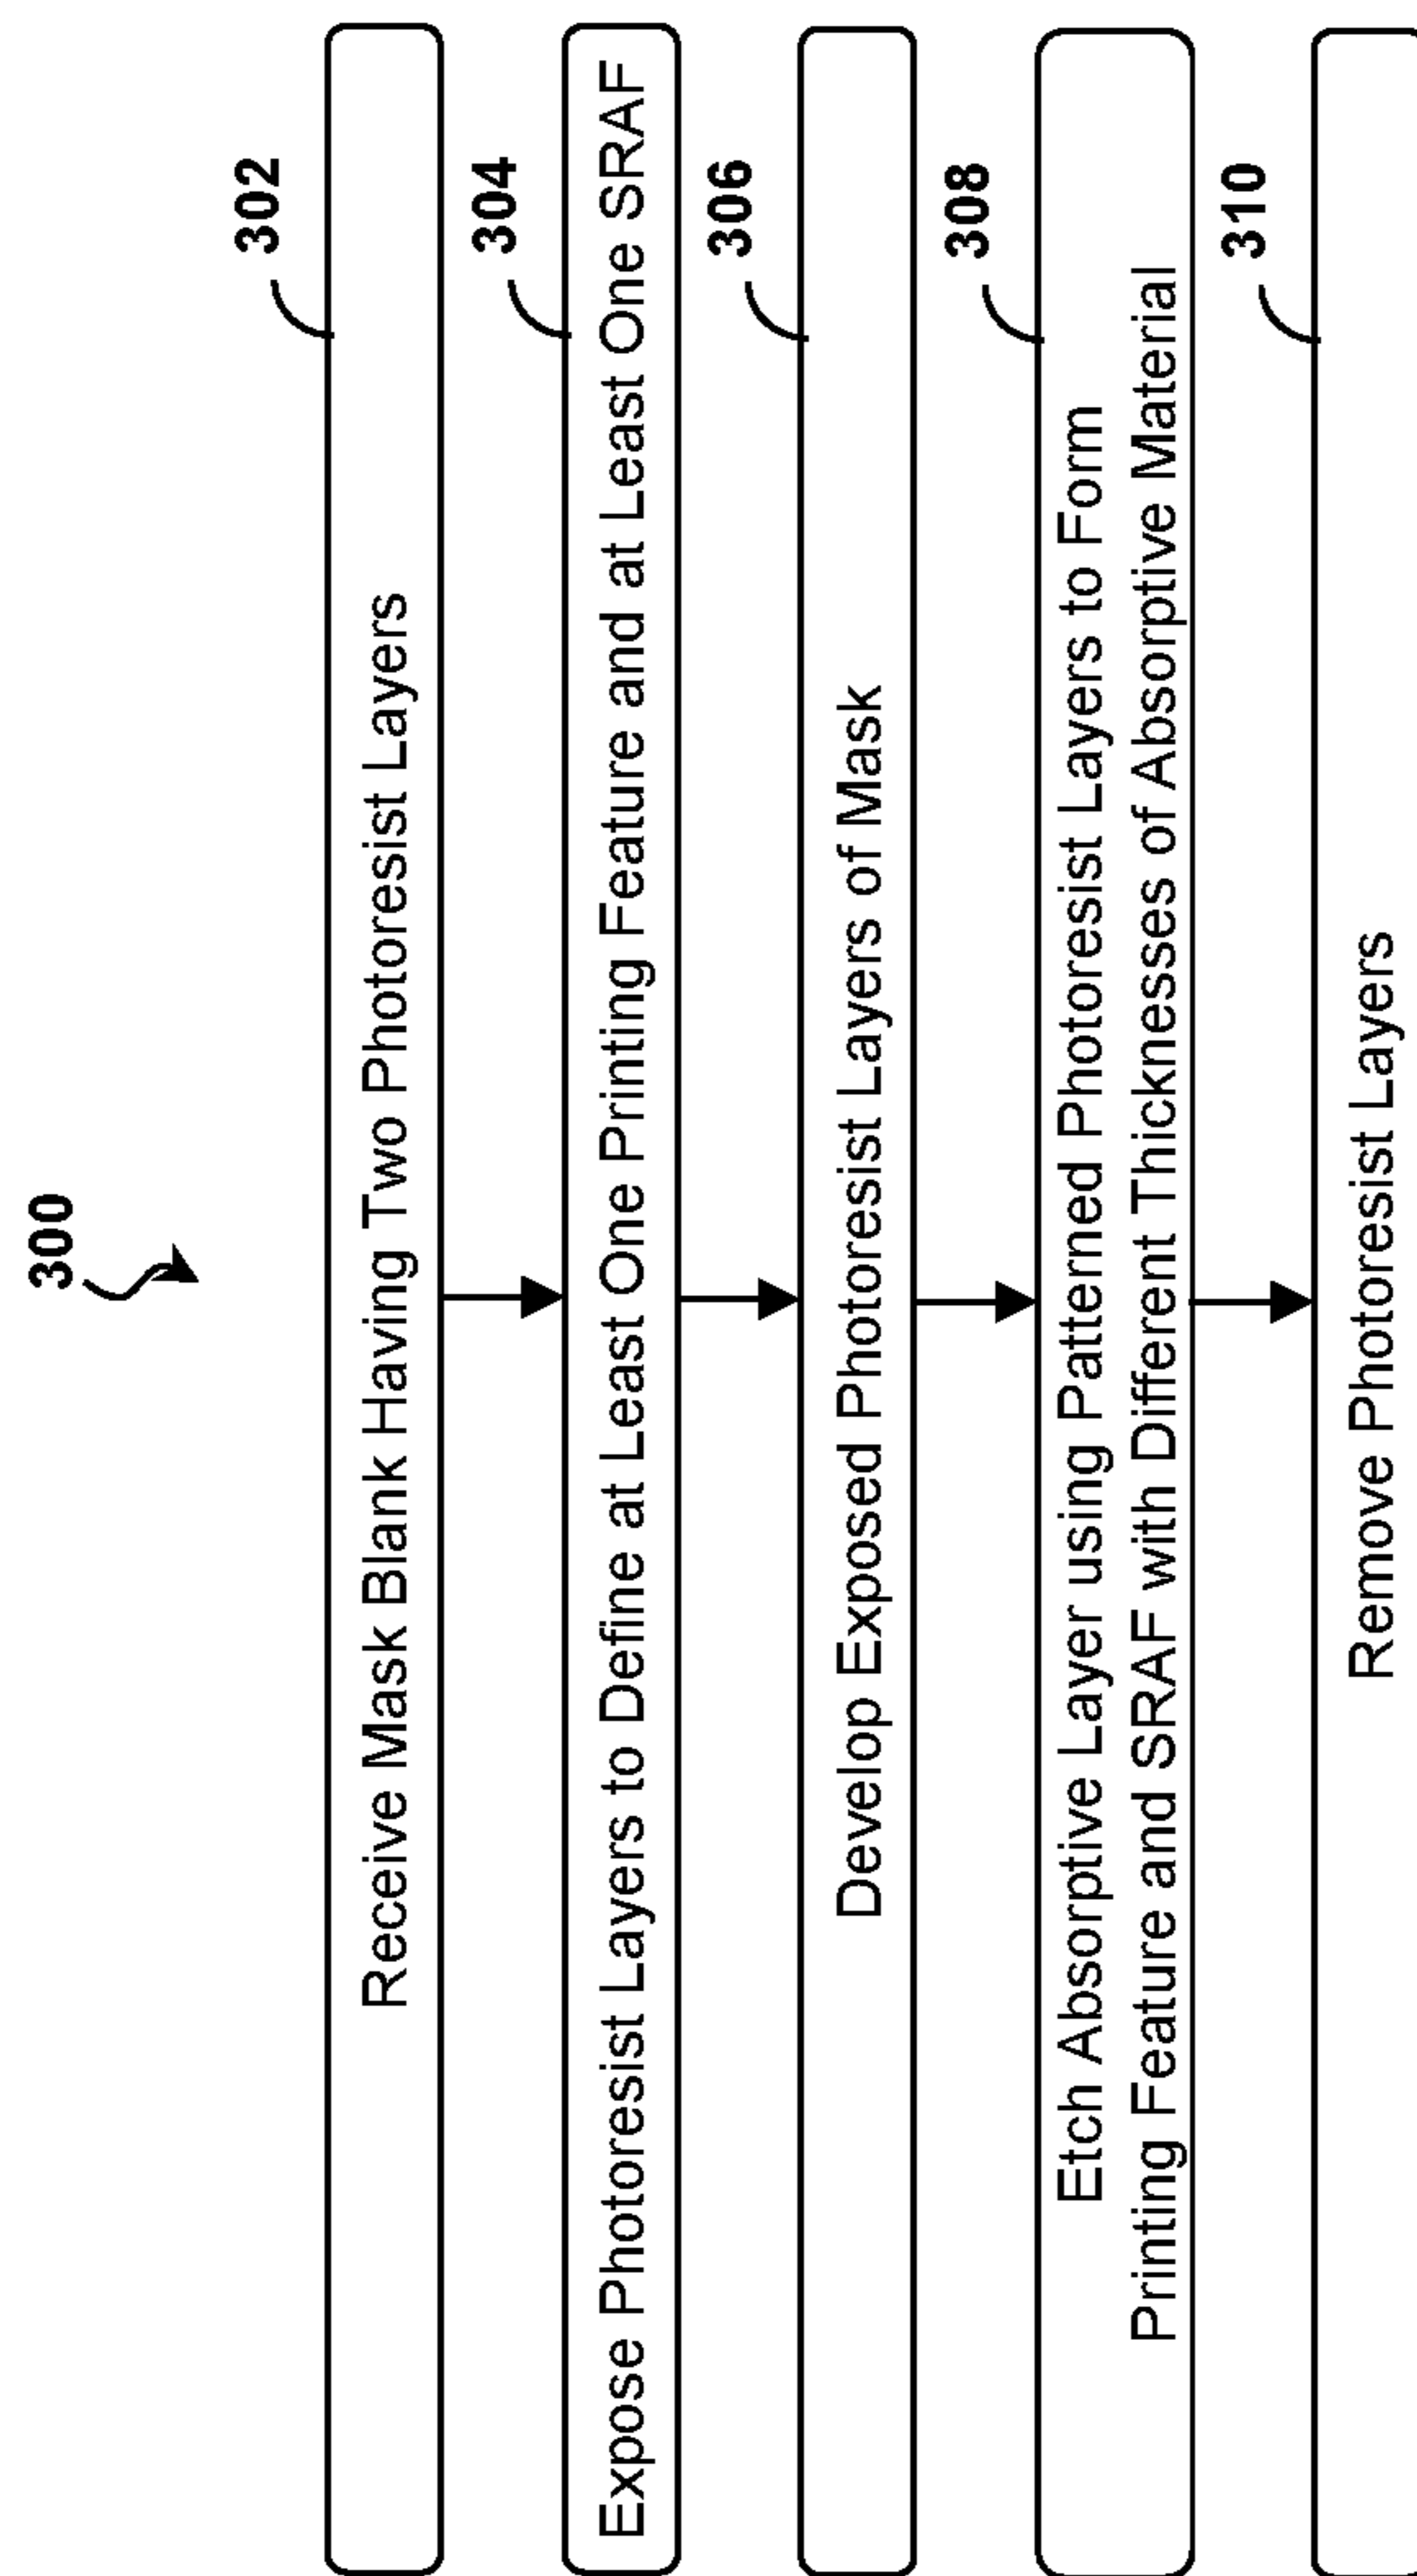 300
302
Receive Mask Blank Having Two Photoresist Layers
304
Expose Photoresist Layers to Define at Least One Printing Feature and at Least One SRAF
306
Develop Exposed Photoresist Layers of Mask
308
Etch Absorptive Layer using Patterned Photoresist Layers to Form
Printing Feature and SRAF with Different Thicknesses of Absorptive Material
310
Remove Photoresist Layers